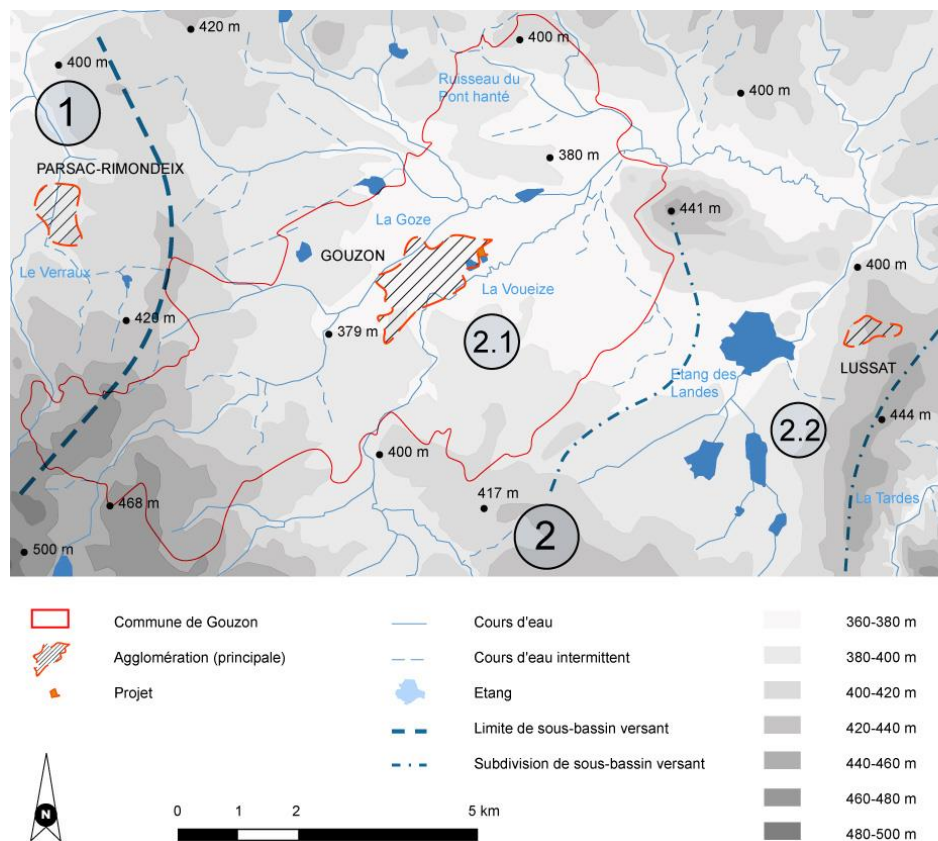 420 m
400 m
400 m
Ruisseau du
Pont hanté
400 m
1
PARSAC-RIMONDEIX
380 m
La Goze
441 m
GOUZON
Le Verraux
400 m
La Voueize
420 m
379 m
2.1
LUSSAT
Etang des
Landes
444 m
2.2
400 m
417 m
La Tardes
468 m
2
500 m
Commune de Gouzon
Agglomération (principale)
Projet
Cours d'eau
Cours d'eau intermittent
Etang
Limite de sous-bassin versant
Subdivision de sous-bassin versant
360-380 m
380-400 m
400-420 m
420-440 m
440-460 m
460-480 m
480-500 m
N
0 1 2 5 km